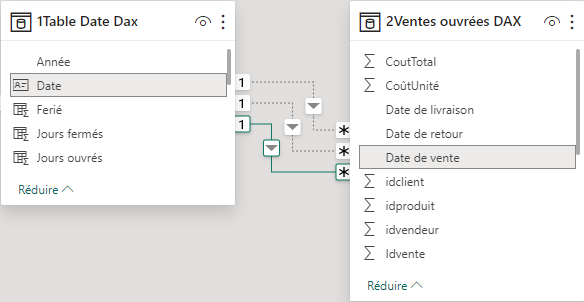 1Table Date Dax
Année
Date
Ferié
Jours fermés
Jours ouvrés
Réduire
1
1
1
*
*
*
2Ventes ouvrées DAX
CoutTotal
CoûtUnité
Date de livraison
Date de retour
Date de vente
idclient
idproduit
idvendeur
Idvente
Réduire